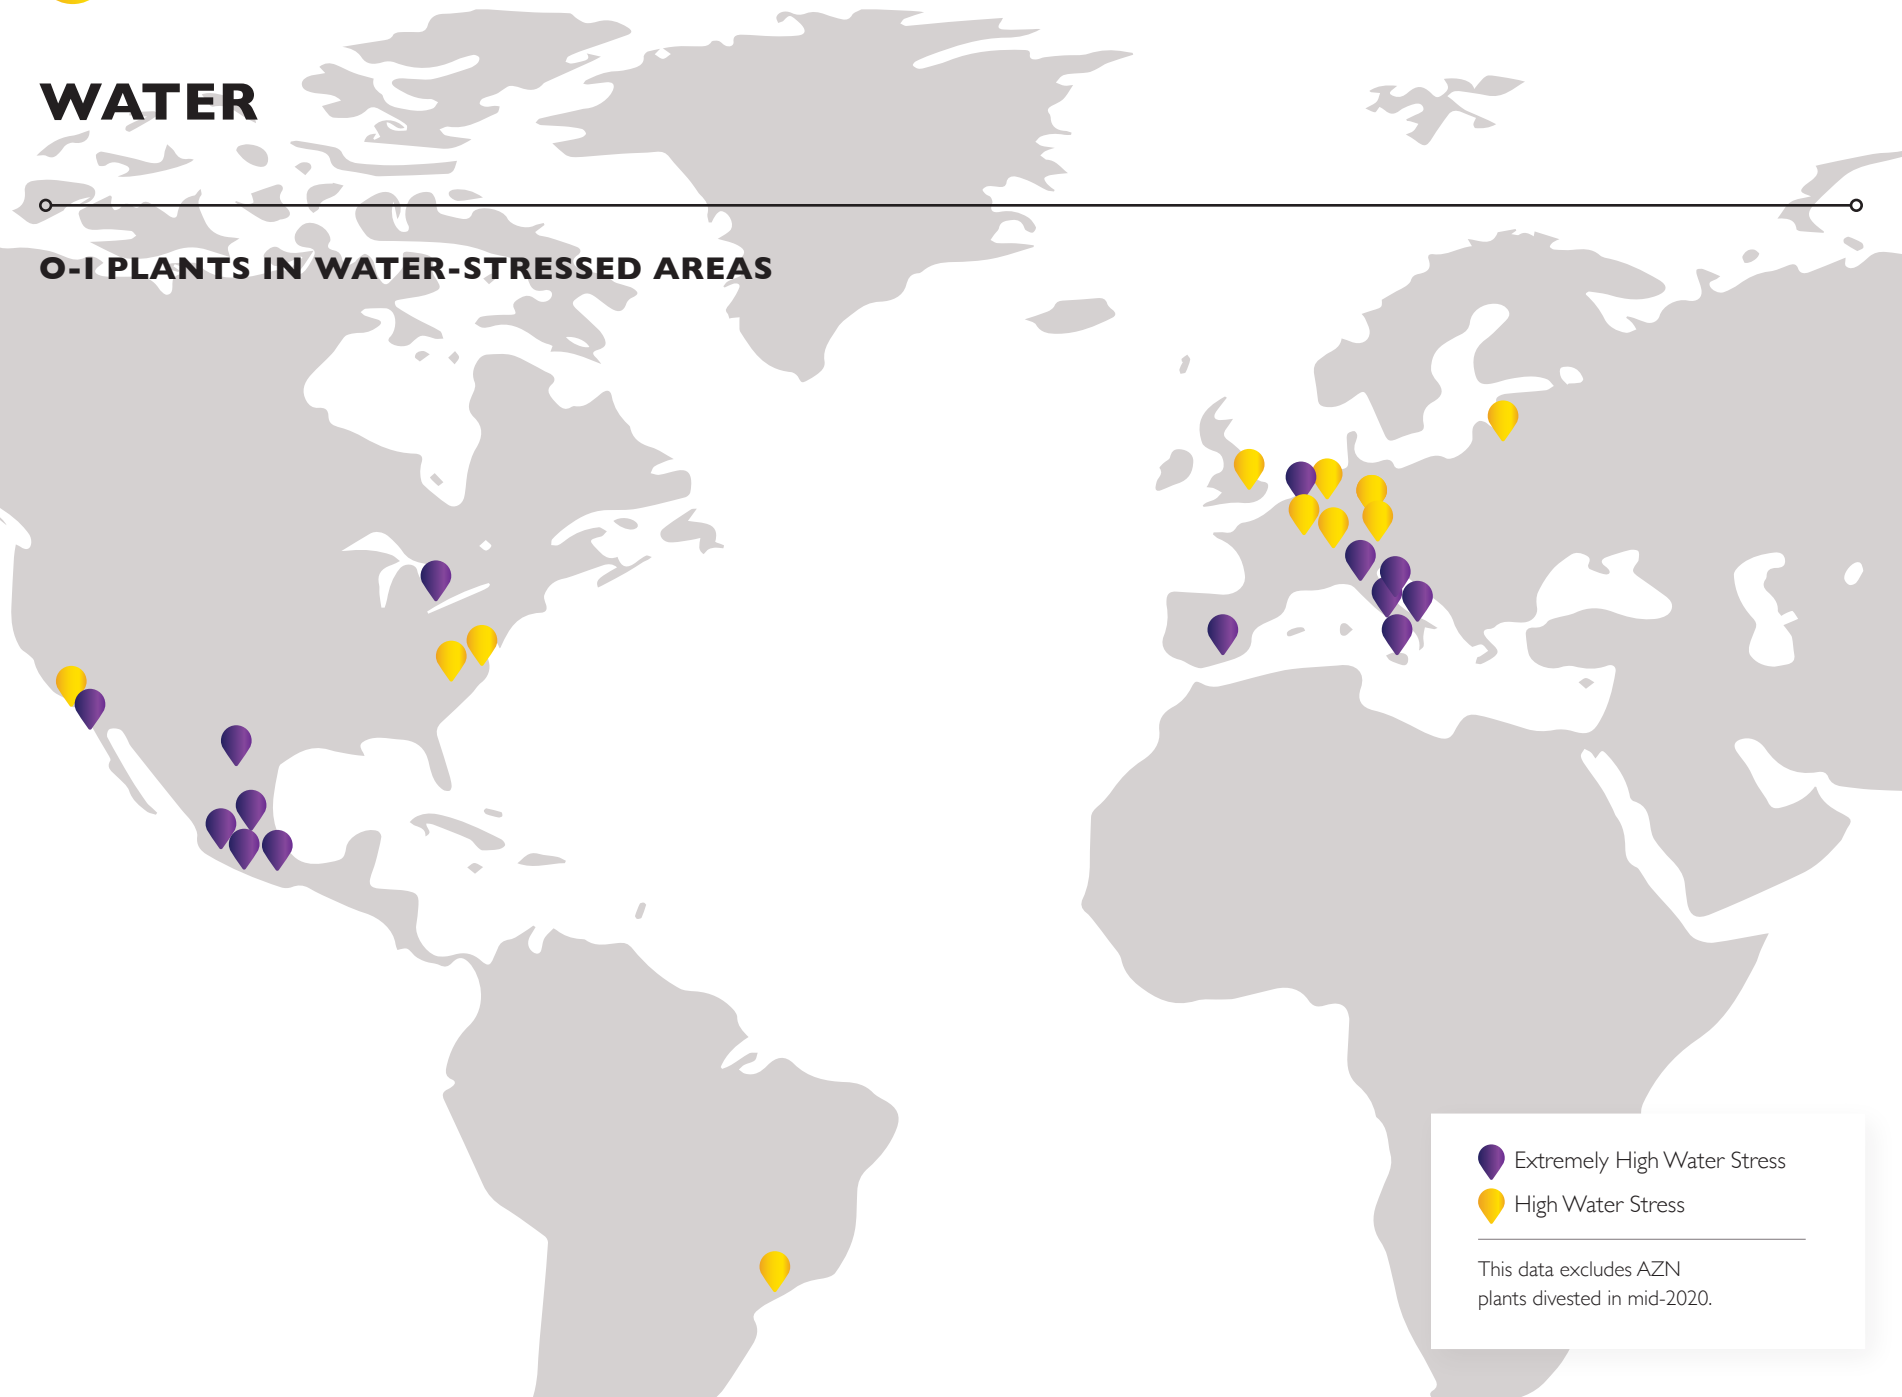 WATER
O-I PLANTS IN WATER-STRESSED AREAS
Extremely High Water Stress
High Water Stress
This data excludes AZN
plants divested in mid-2020.